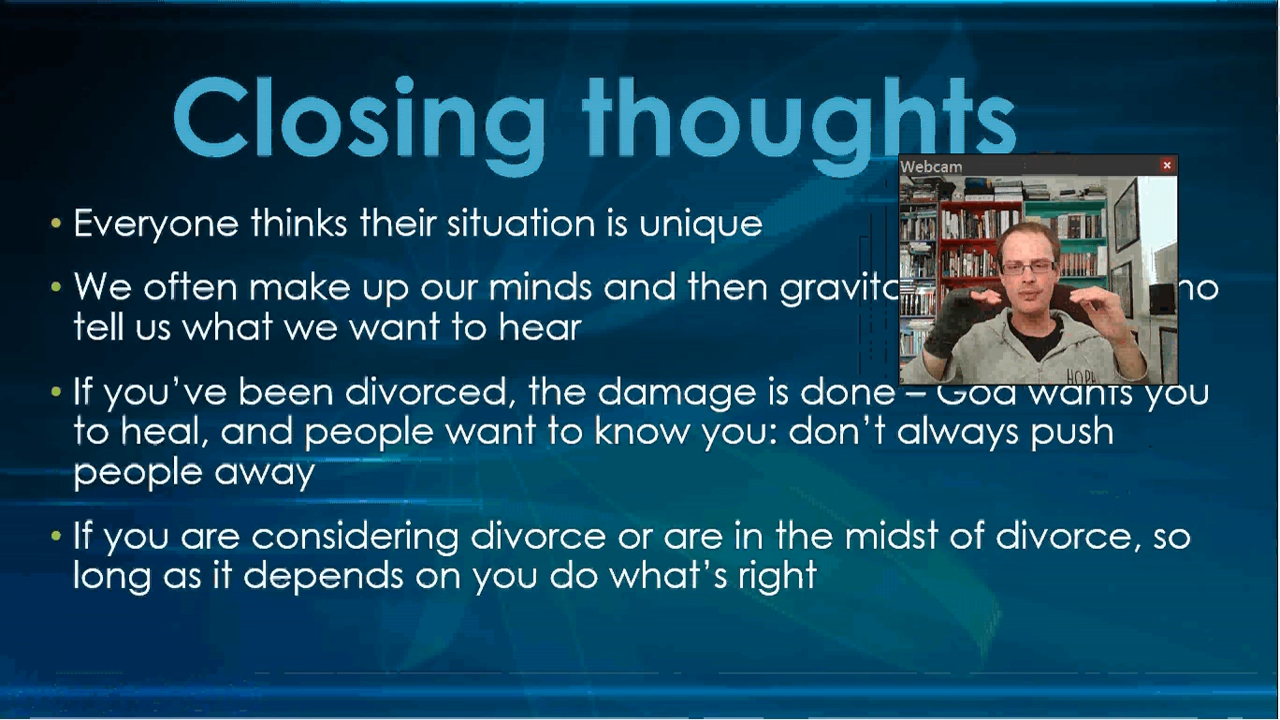 Closing thoughts
Webcam
• Everyone thinks their situation is unique
• We often make up our minds and then
tell us what we want to hear
• If you've been divorced, the damage is done – God wants you
to heal, and people want to know you: don't always push
people away
• If you are considering divorce or are in the midst of divorce, so
long as it depends on you do what's right